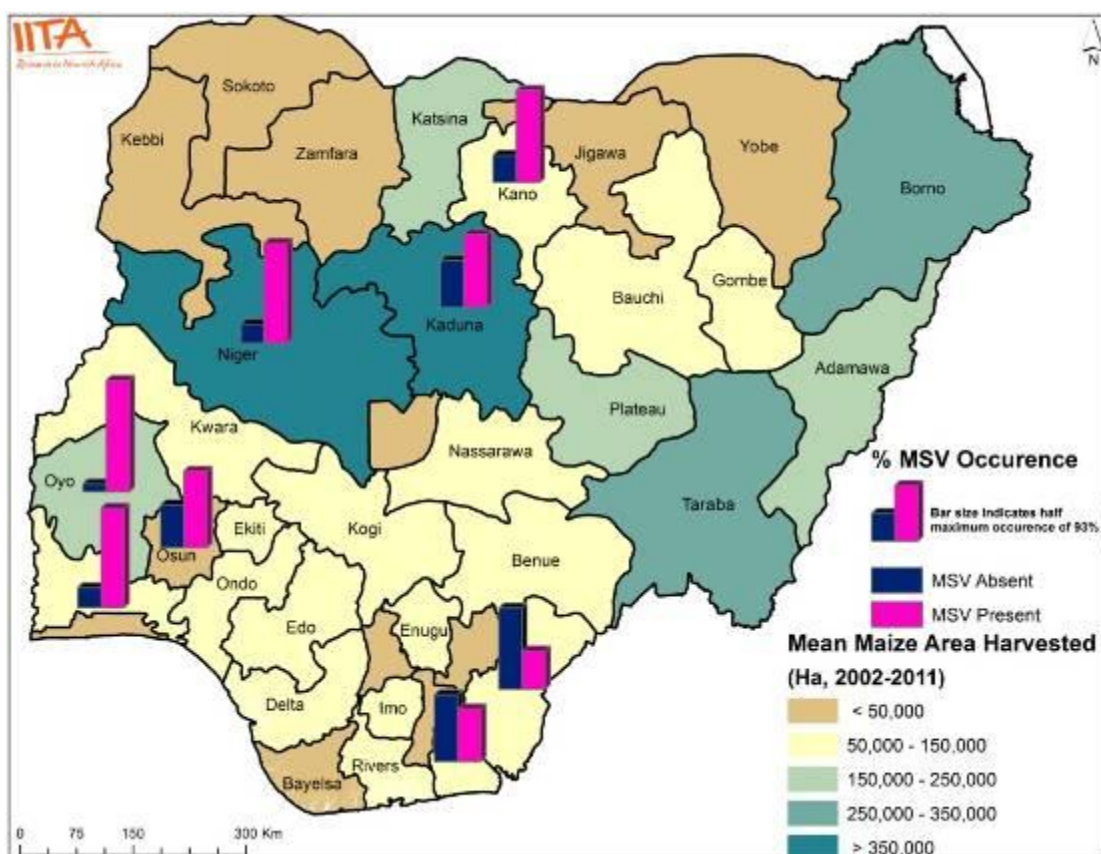 IITA
N
Sokoto
Kebbi
Zamfara
Katsina
Kano
Jigawa
Yobe
Borno
Niger
Kaduna
Bauchi
Gombe
Adamawa
Plateau
Kwara
Nassarawa
Oyo
Taraba
Osun
Ekiti
Kogi
Benue
Ondo
Edo
Enugu
Delta
Imo
Rivers
Bayelsa
% MSV Occurence
Bar size indicates half
maximum occurence of 93%
MSV Absent
MSV Present
Mean Maize Area Harvested
(Ha, 2002-2011)
< 50,000
50,000 - 150,000
150,000 - 250,000
250,000 - 350,000
> 350,000
0 75 150 300 Km